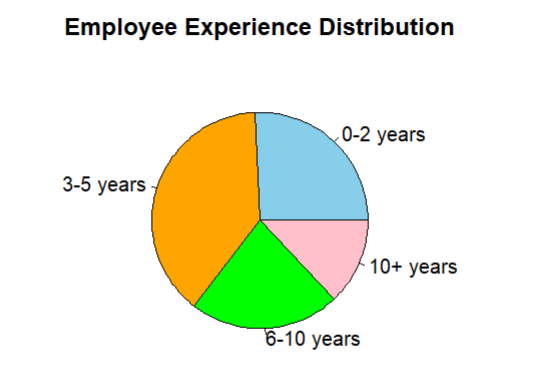 Employee Experience Distribution
0-2 years
3-5 years
10+ years
6-10 years